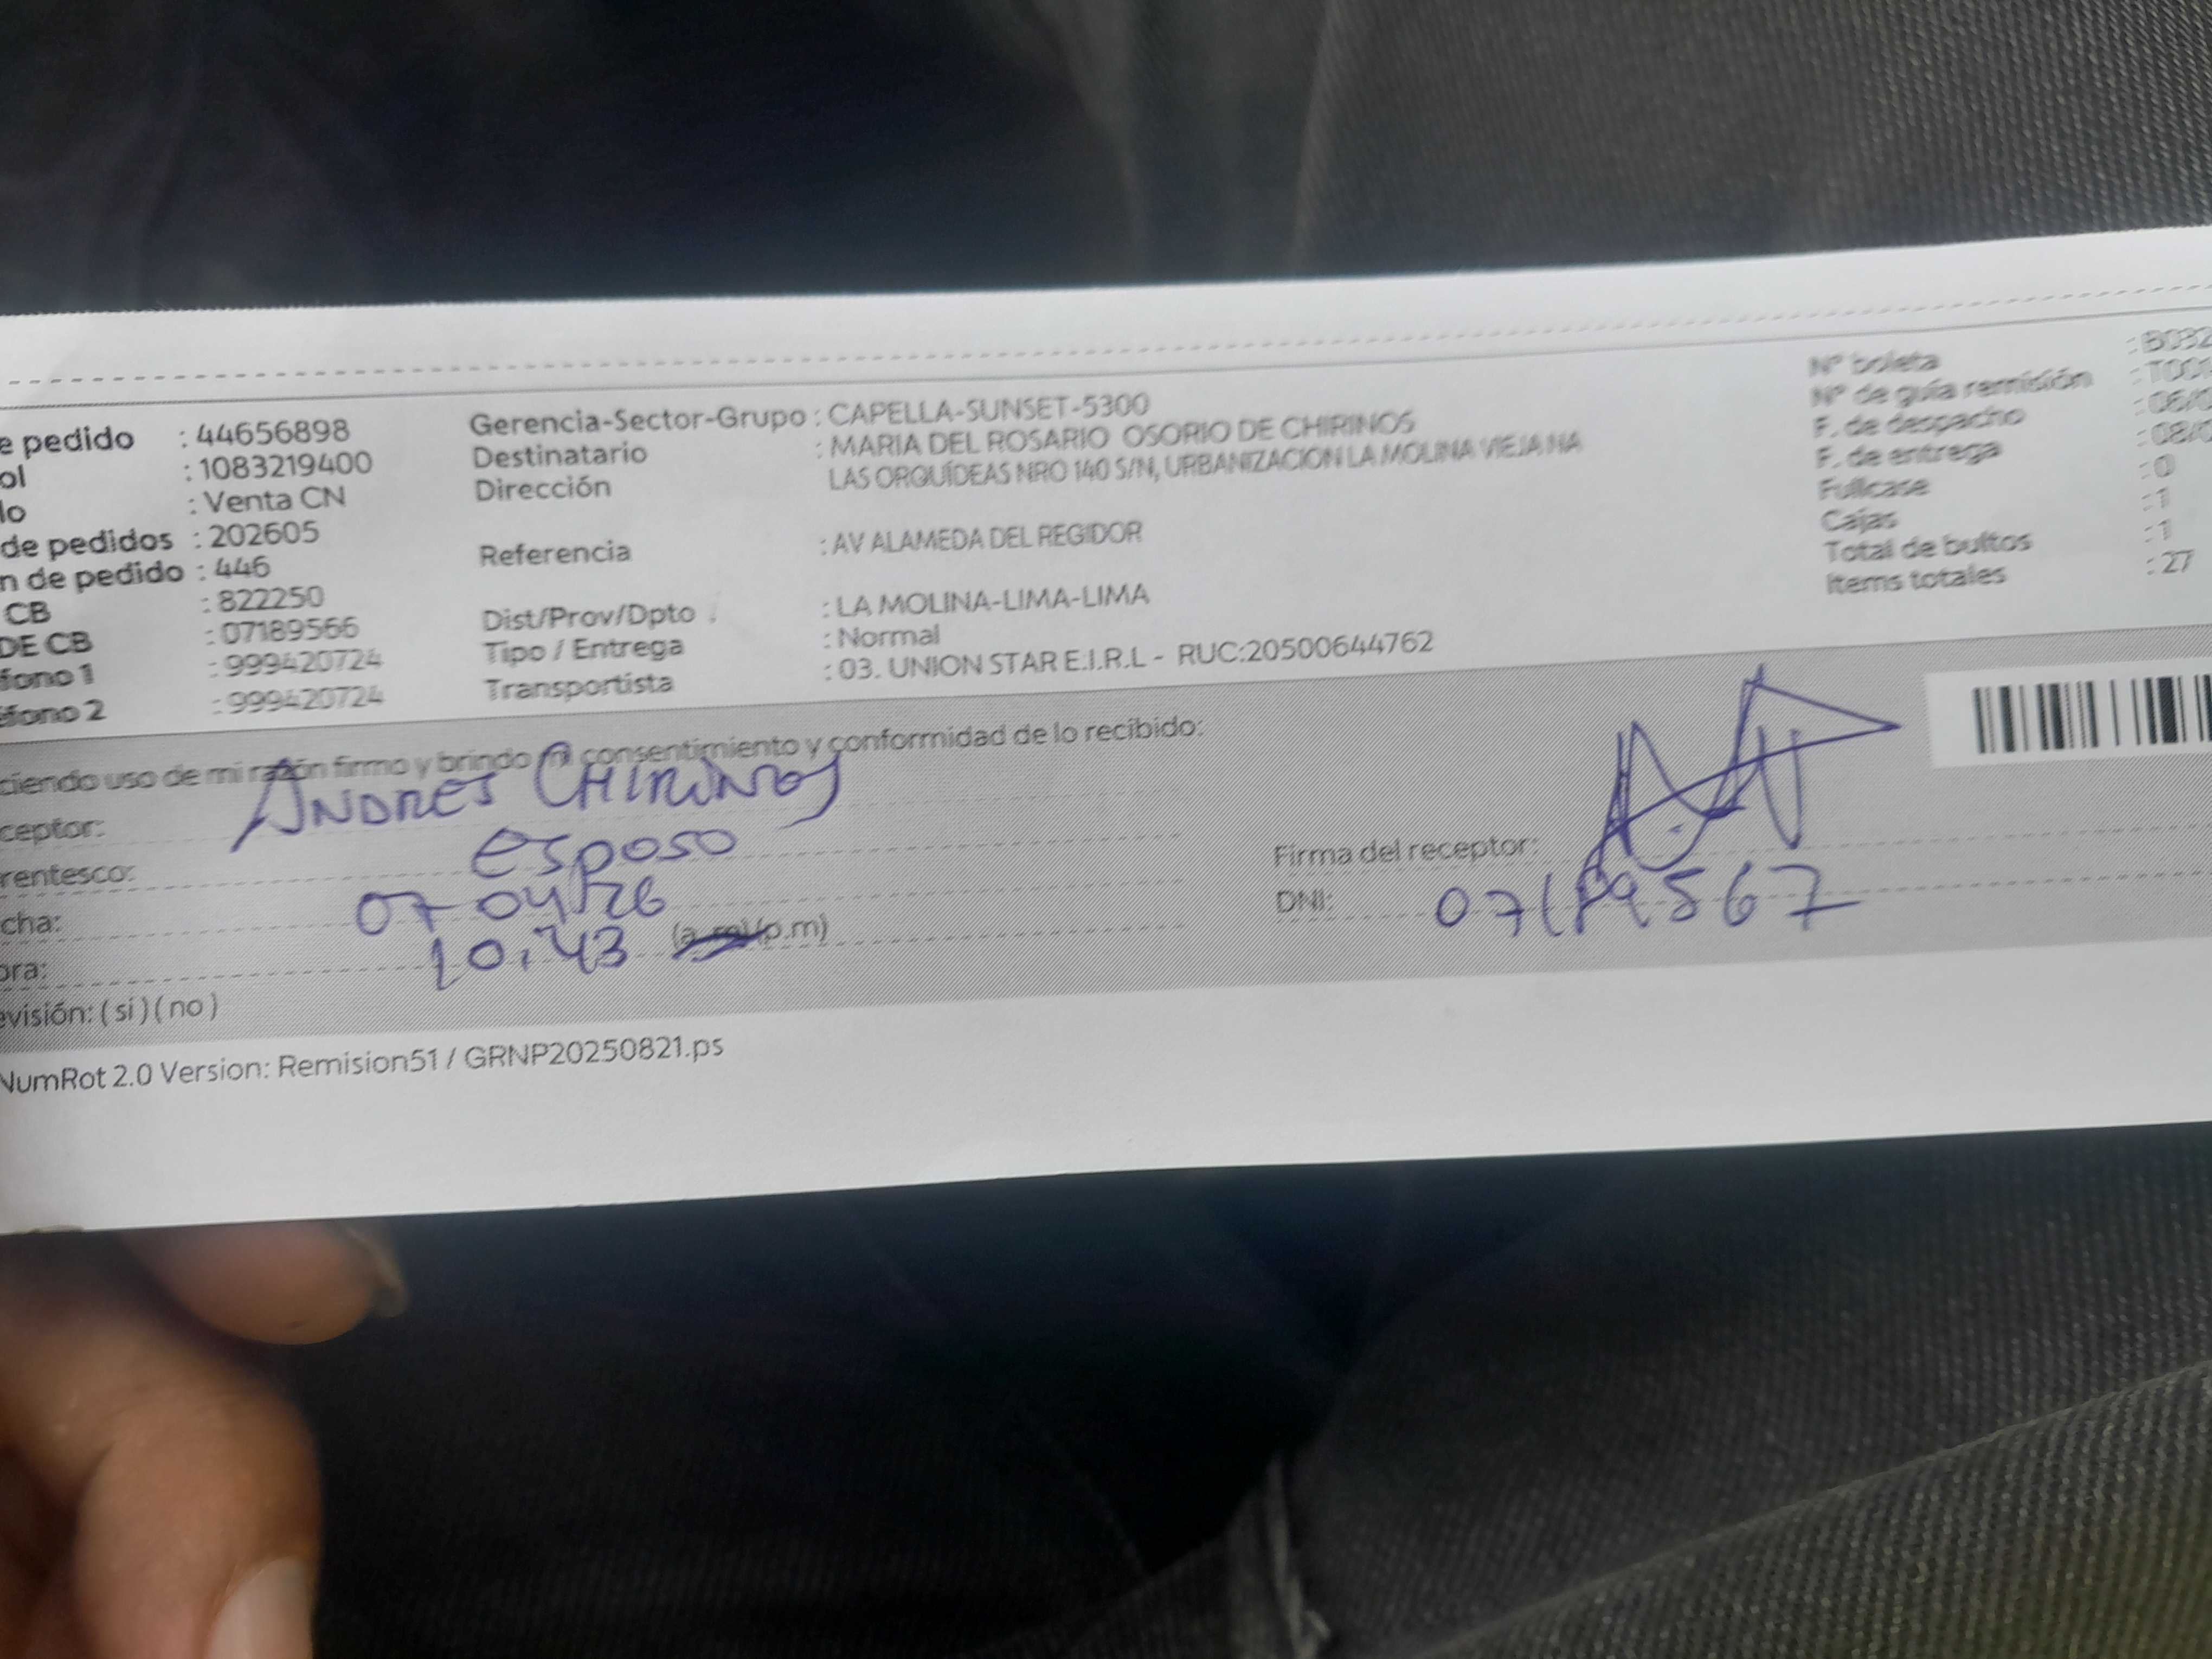 e pedido : 44656898
ol : 1083219400
lo : Venta CN
de pedidos : 202605
n de pedido : 446
CB : 822250
DE CB : 07189566
fono 1 : 999420724
éfono 2 : 999420724
Gerencia-Sector-Grupo : CAPELLA-SUNSET-5300
Destinatario : MARIA DEL ROSARIO OSORIO DE CHIRINOS
Dirección LAS ORQUÍDEAS NRO 140 S/N, URBANIZACION LA MOLINA VIEJA NA
Referencia : AV ALAMEDA DEL REGIDOR
Dist/Prov/Dpto : LA MOLINA-LIMA-LIMA
Tipo / Entrega : Normal
Transportista : 03. UNION STAR E.I.R.L - RUC:20500644762
Nº boleta : B032
Nº de guía remisión : T00
F. de despacho : 06/0
F. de entrega : 08/0
Fullcase : 0
Cajas : 1
Total de bultos : 1
Items totales : 27
ciendo uso de mi razón firmo y brindo mi consentimiento y conformidad de lo recibido:
ceptor: ANDRES CHIRINOS
rentesco: esposo
cha: 07 04/26
ora: 10:43 (a.m)(p.m)
evisión: ( sí ) ( no )
Firma del receptor:
DNI: 07189567
NumRot 2.0 Version: Remision51 / GRNP20250821.ps